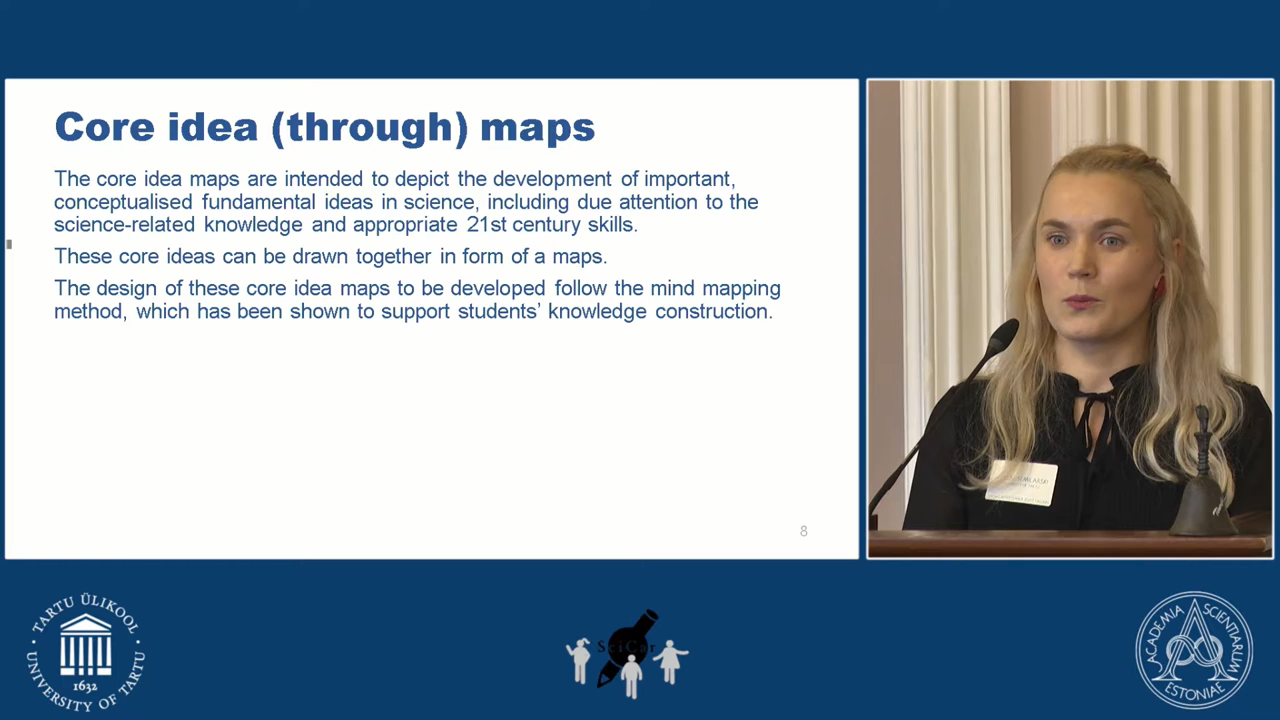 Core idea (through) maps
The core idea maps are intended to depict the development of important,
conceptualised fundamental ideas in science, including due attention to the
science-related knowledge and appropriate 21st century skills.
These core ideas can be drawn together in form of a maps.
The design of these core idea maps to be developed follow the mind mapping
method, which has been shown to support students’ knowledge construction.
8
TARTU ÜLIKOOL
1632
UNIVERSITY OF TARTU
SciCar
ACADEMIA SCIENTIARUM
ESTONIAE